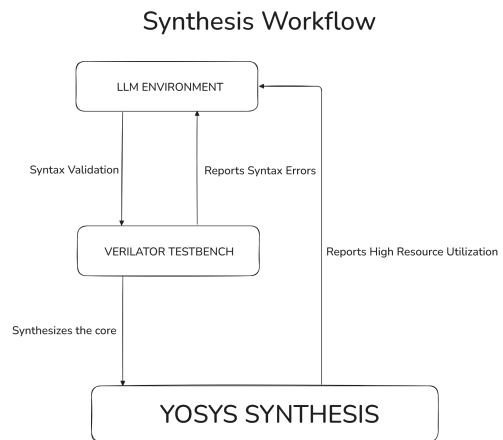 Synthesis Workflow
LLM ENVIRONMENT
Syntax Validation
Reports Syntax Errors
VERILATOR TESTBENCH
Reports High Resource Utilization
Synthesizes the core
YOSYS SYNTHESIS